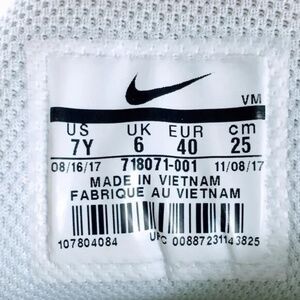 VM
US UK EUR cm
7Y 6 40 25
08/16/17 718071-001 11/08/17
MADE IN VIETNAM
FABRIQUE AU VIETNAM
107804084 UPC 00887231143825